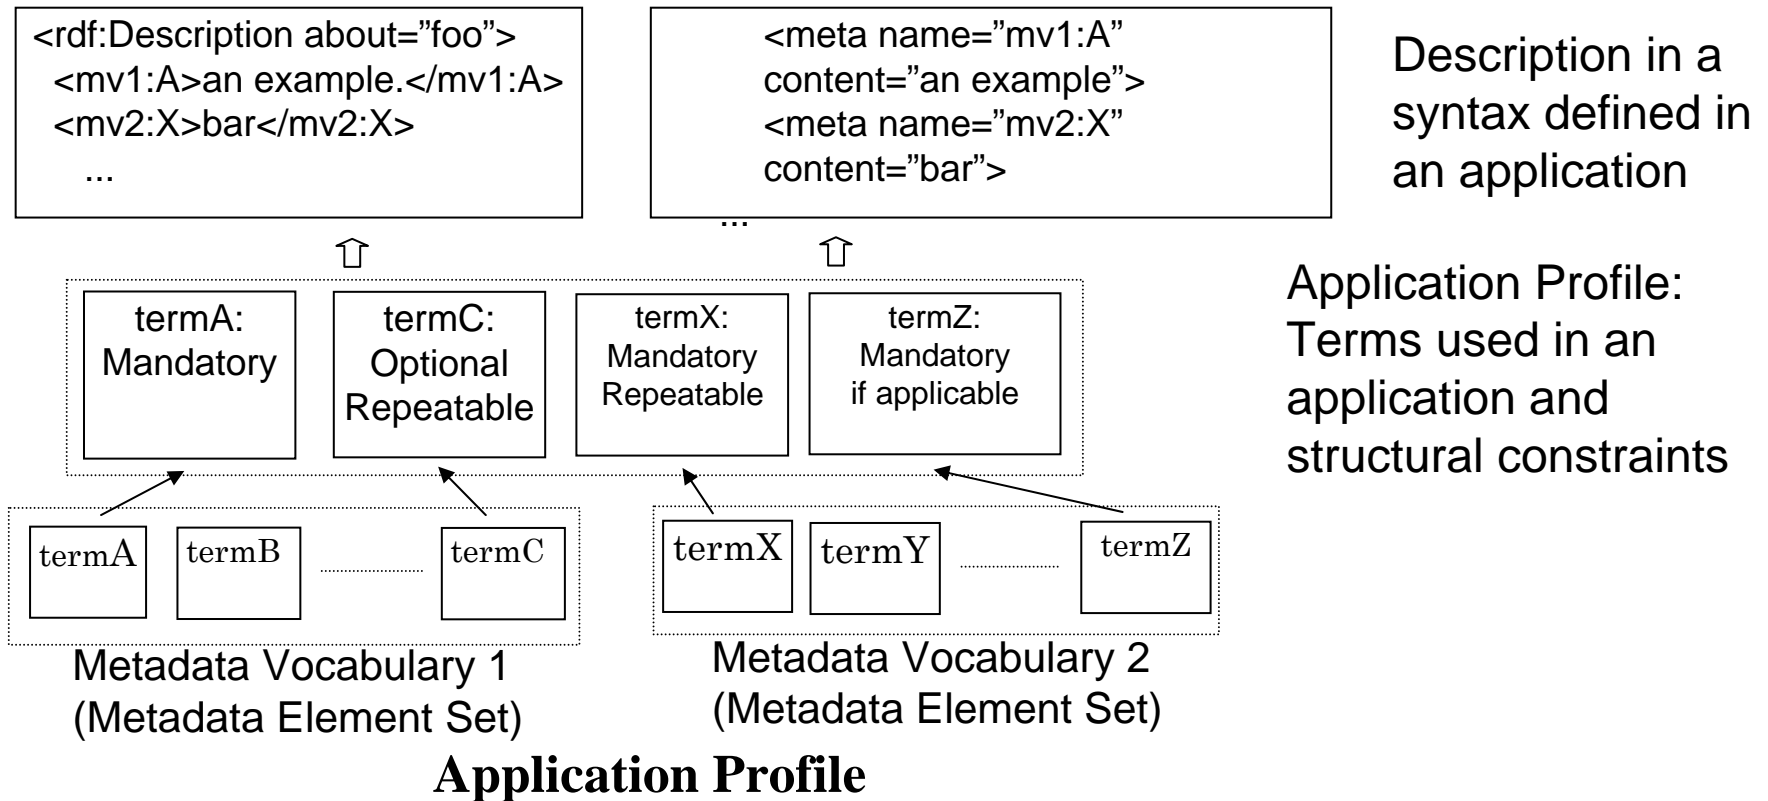 <rdf:Description about=”foo”>
<mv1:A>an example.</mv1:A>
<mv2:X>bar</mv2:X>
...
<meta name=”mv1:A”
content=”an example”>
<meta name=”mv2:X”
content=”bar”>
...
Description in a
syntax defined in
an application
termA:
Mandatory
termC:
Optional
Repeatable
termX:
Mandatory
Repeatable
termZ:
Mandatory
if applicable
Application Profile:
Terms used in an
application and
structural constraints
termA
termB
termC
termX
termY
termZ
Metadata Vocabulary 1
(Metadata Element Set)
Metadata Vocabulary 2
(Metadata Element Set)
Application Profile